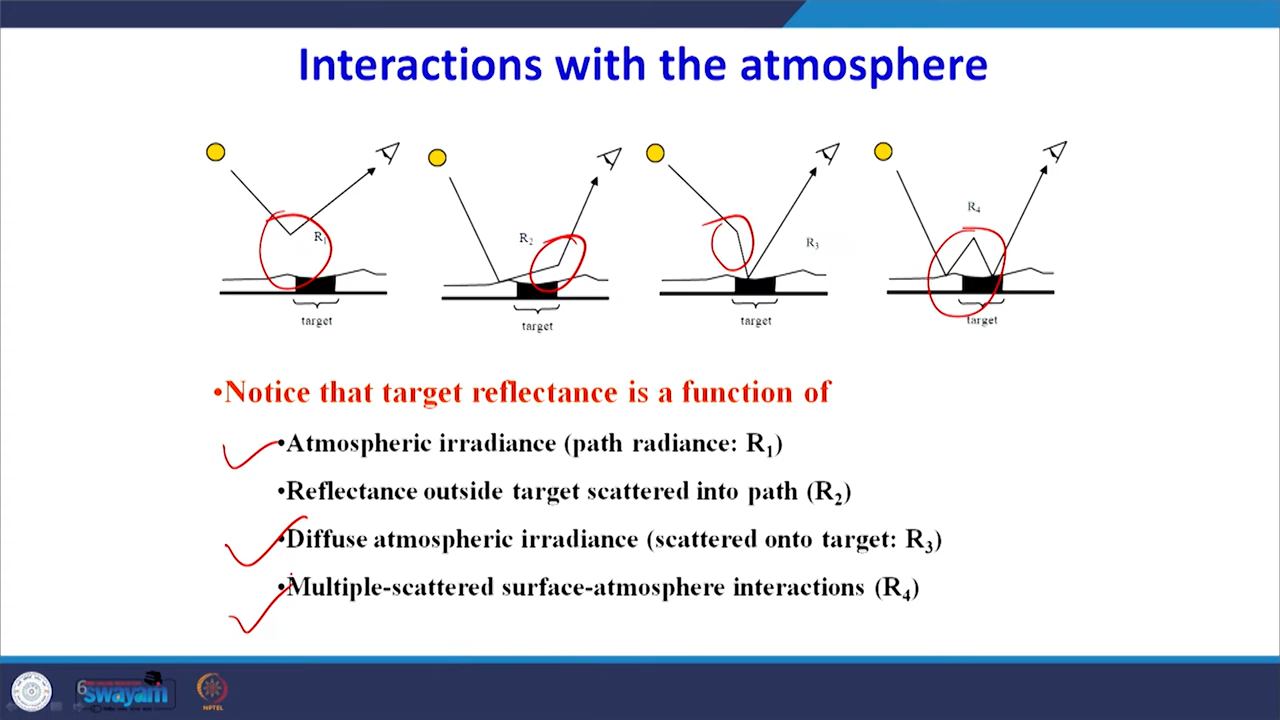 Interactions with the atmosphere
R1 R2 R3 R4
target target target target
•Notice that target reflectance is a function of
•Atmospheric irradiance (path radiance: R1)
•Reflectance outside target scattered into path (R2)
•Diffuse atmospheric irradiance (scattered onto target: R3)
•Multiple-scattered surface-atmosphere interactions (R4)
6
swayam
NPTEL